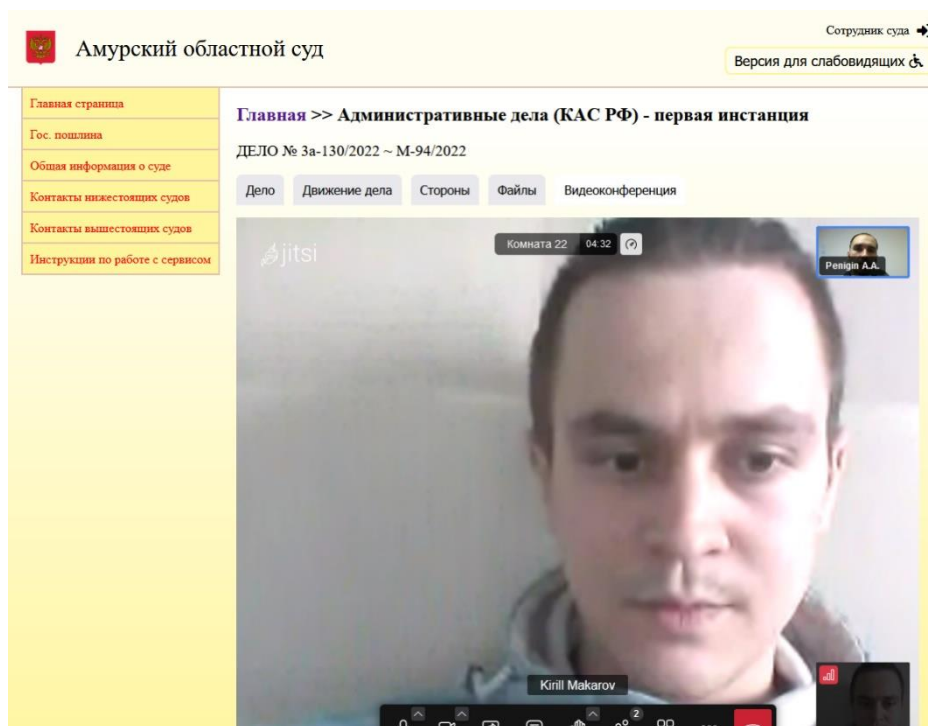 Амурский областной суд
Сотрудник суда
Версия для слабовидящих
Главная страница
Гос. пошлина
Общая информация о суде
Контакты нижестоящих судов
Контакты вышестоящих судов
Инструкции по работе с сервисом
Главная >> Административные дела (КАС РФ) - первая инстанция
ДЕЛО № 3а-130/2022 ~ М-94/2022
Дело Движение дела Стороны Файлы Видеоконференция
jitsi
Комната 22 04:32
Penigin A.A.
Kirill Makarov
2